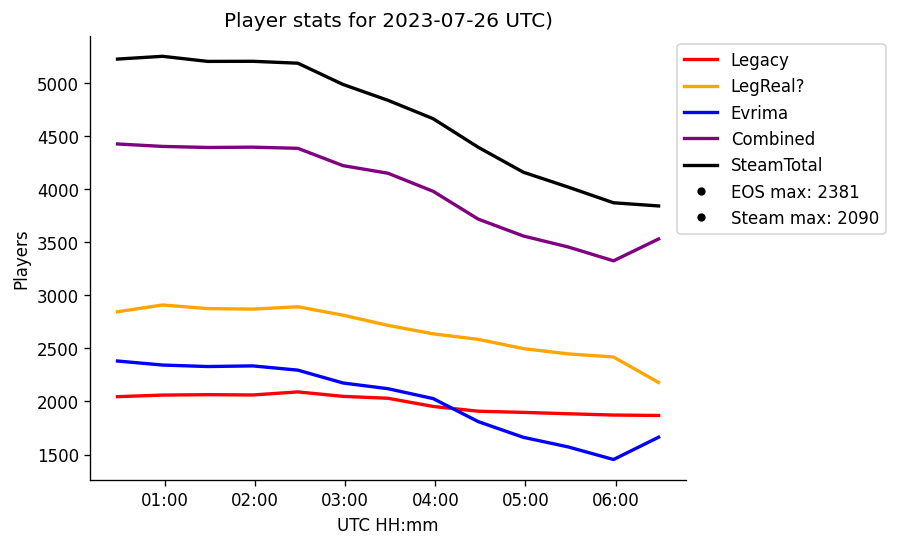 Player stats for 2023-07-26 UTC)
Players
5000
4500
4000
3500
3000
2500
2000
1500
01:00 02:00 03:00 04:00 05:00 06:00
UTC HH:mm
Legacy
LegReal?
Evrima
Combined
SteamTotal
EOS max: 2381
Steam max: 2090